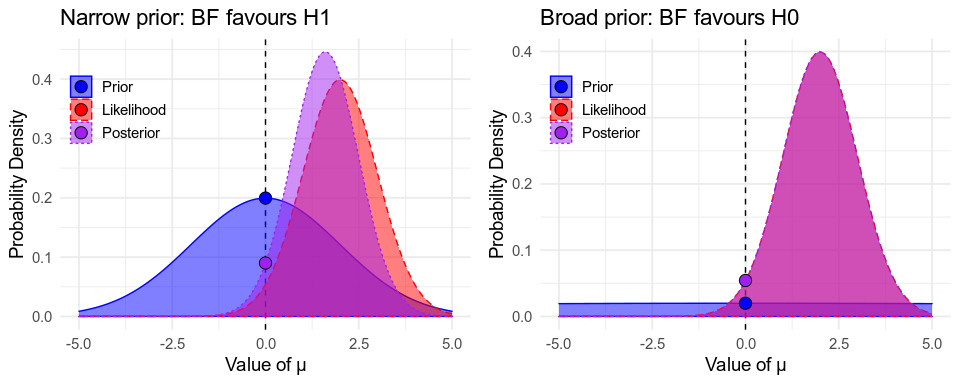 Narrow prior: BF favours H1
Probability Density
0.4
0.3
0.2
0.1
0.0
Prior
Likelihood
Posterior
-5.0
-2.5
0.0
2.5
5.0
Value of μ
Broad prior: BF favours H0
Probability Density
0.4
0.3
0.2
0.1
0.0
Prior
Likelihood
Posterior
-5.0
-2.5
0.0
2.5
5.0
Value of μ